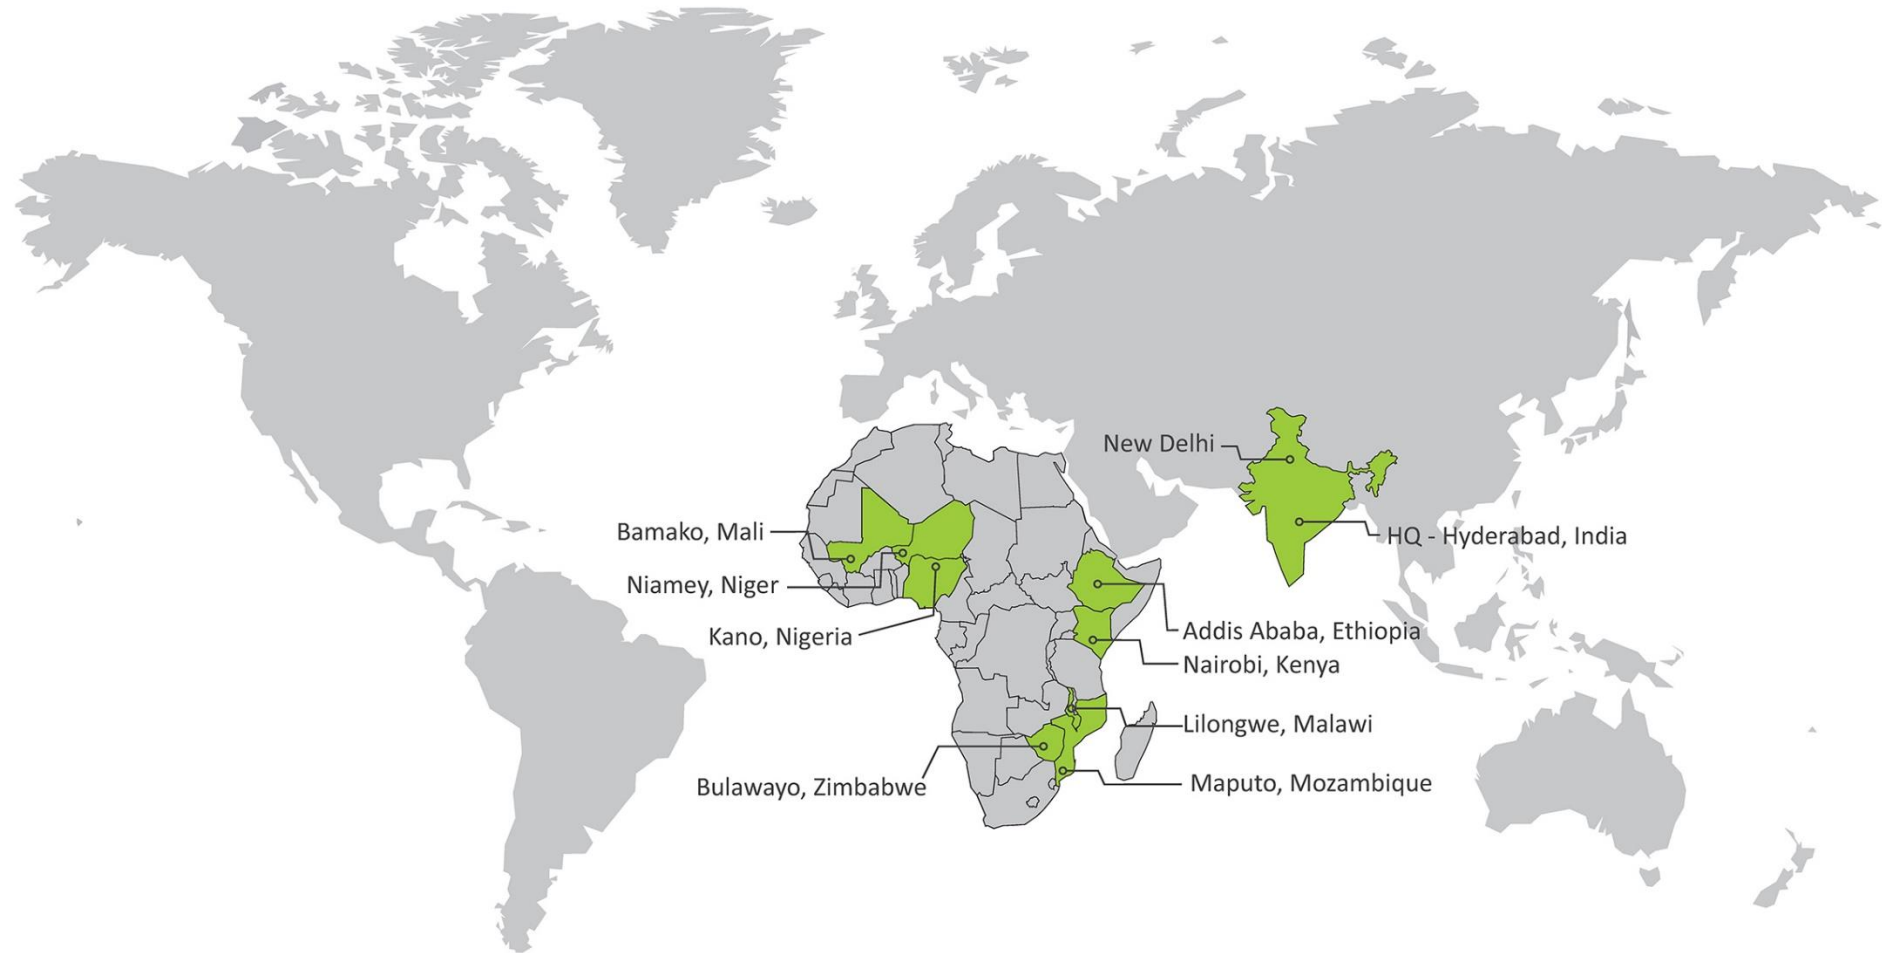 New Delhi
HQ - Hyderabad, India
Bamako, Mali
Niamey, Niger
Kano, Nigeria
Addis Ababa, Ethiopia
Nairobi, Kenya
Lilongwe, Malawi
Bulawayo, Zimbabwe
Maputo, Mozambique